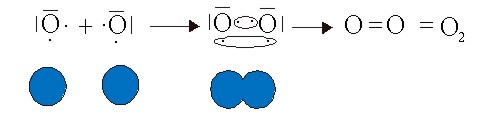 |Ō· + ·Ō| → |Ō Ō| → O=O =O₂